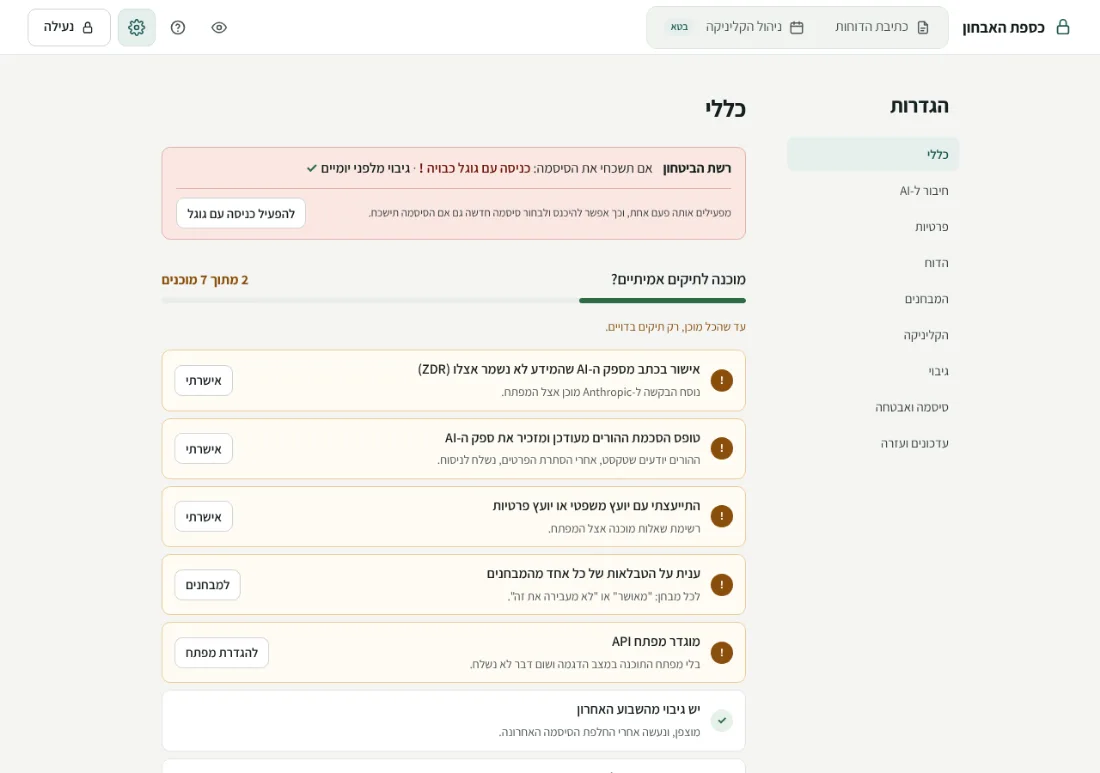 כספת האבחון
כתיבת הדוחות
ניהול הקליניקה בטא
נעילה
הגדרות
כללי
חיבור ל-AI
פרטיות
הדוח
המבחנים
הקליניקה
גיבוי
סיסמה ואבטחה
עדכונים ועזרה
כללי
רשת הביטחון אם תשכחי את הסיסמה: כניסה עם גוגל כבויה ! · גיבוי מלפני יומיים ✓
מפעילים אותה פעם אחת, וכך אפשר להיכנס ולבחור סיסמה חדשה גם אם הסיסמה תישכח.
להפעיל כניסה עם גוגל
מוכנה לתיקים אמיתיים?
2 מתוך 7 מוכנים
עד שהכל מוכן, רק תיקים בדויים.
אישור בכתב מספק ה-AI שהמידע לא נשמר אצלו (ZDR)
נוסח הבקשה ל-Anthropic מוכן אצל המפתח.
אישרתי
טופס הסכמת ההורים מעודכן ומזכיר את ספק ה-AI
ההורים יודעים שטקסט, אחרי הסתרת הפרטים, נשלח לניסוח.
אישרתי
התייעצתי עם יועץ משפטי או יועץ פרטיות
רשימת שאלות מוכנה אצל המפתח.
אישרתי
ענית על הטבלאות של כל אחד מהמבחנים
לכל מבחן: "מאושר" או "לא מעבירה את זה".
למבחנים
מוגדר מפתח API
בלי מפתח התוכנה במצב הדגמה ושום דבר לא נשלח.
להגדרת מפתח
יש גיבוי מהשבוע האחרון
מוצפן, ונעשה אחרי החלפת הסיסמה האחרונה.